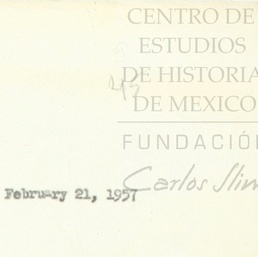 CENTRO DE
ESTUDIOS
DE HISTORIA
DE MEXICO
FUNDACIÓN
Carlos Slim
February 21, 1957